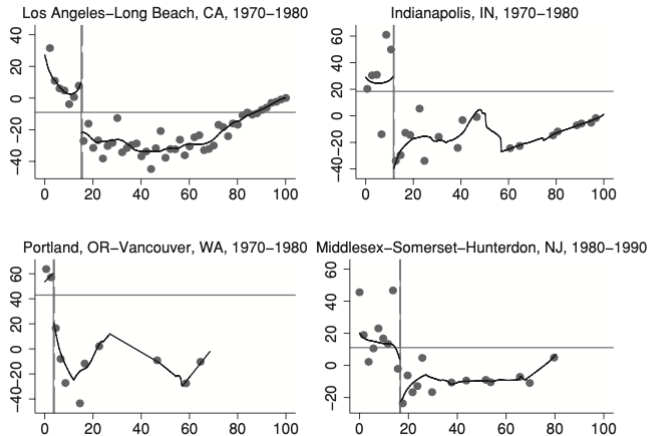 Los Angeles−Long Beach, CA, 1970−1980
40
20
0
−20
−40
0 20 40 60 80 100
Indianapolis, IN, 1970−1980
60
40
20
0
−20
−40
0 20 40 60 80 100
Portland, OR−Vancouver, WA, 1970−1980
60
40
20
0
−20
−40
0 20 40 60 80 100
Middlesex−Somerset−Hunterdon, NJ, 1980−1990
60
40
20
0
−20
0 20 40 60 80 100